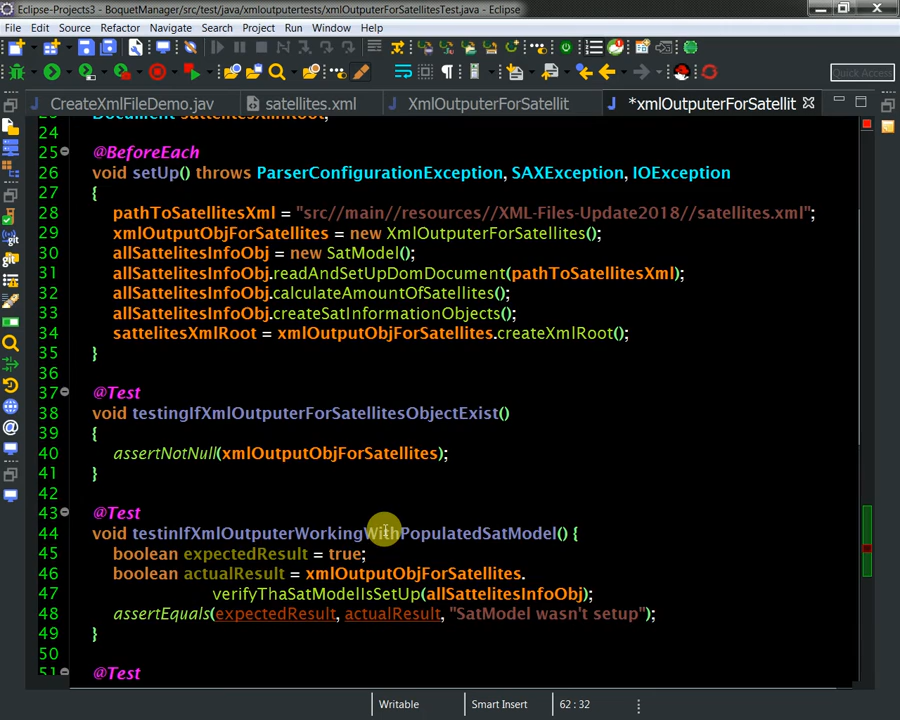 Eclipse-Projects3 - BoquetManager/src/test/java/xmloutputertests/xmlOutputerForSatellitesTest.java - Eclipse
File Edit Source Refactor Navigate Search Project Run Window Help
Quick Access
CreateXmlFileDemo.jav satellites.xml XmlOutputerForSatellit *xmlOutputerForSatellit
Document sattelitesXmlRoot;
24
25 @BeforeEach
26 void setUp() throws ParserConfigurationException, SAXException, IOException
27 {
28 pathToSatellitesXml = "src//main//resources//XML-Files-Update2018//satellites.xml";
29 xmlOutputObjForSatellites = new XmlOutputerForSatellites();
30 allSattelitesInfoObj = new SatModel();
31 allSattelitesInfoObj.readAndSetUpDomDocument(pathToSatellitesXml);
32 allSattelitesInfoObj.calculateAmountOfSatellites();
33 allSattelitesInfoObj.createSatInformationObjects();
34 sattelitesXmlRoot = xmlOutputObjForSatellites.createXmlRoot();
35 }
36
37 @Test
38 void testingIfXmlOutputerForSatellitesObjectExist()
39 {
40 assertNotNull(xmlOutputObjForSatellites);
41 }
42
43 @Test
44 void testinIfXmlOutputerWorkingWithPopulatedSatModel() {
45 boolean expectedResult = true;
46 boolean actualResult = xmlOutputObjForSatellites.
47 verifyThaSatModelIsSetUp(allSattelitesInfoObj);
48 assertEquals(expectedResult, actualResult, "SatModel wasn't setup");
49 }
50
51 @Test
Writable Smart Insert 62 : 32